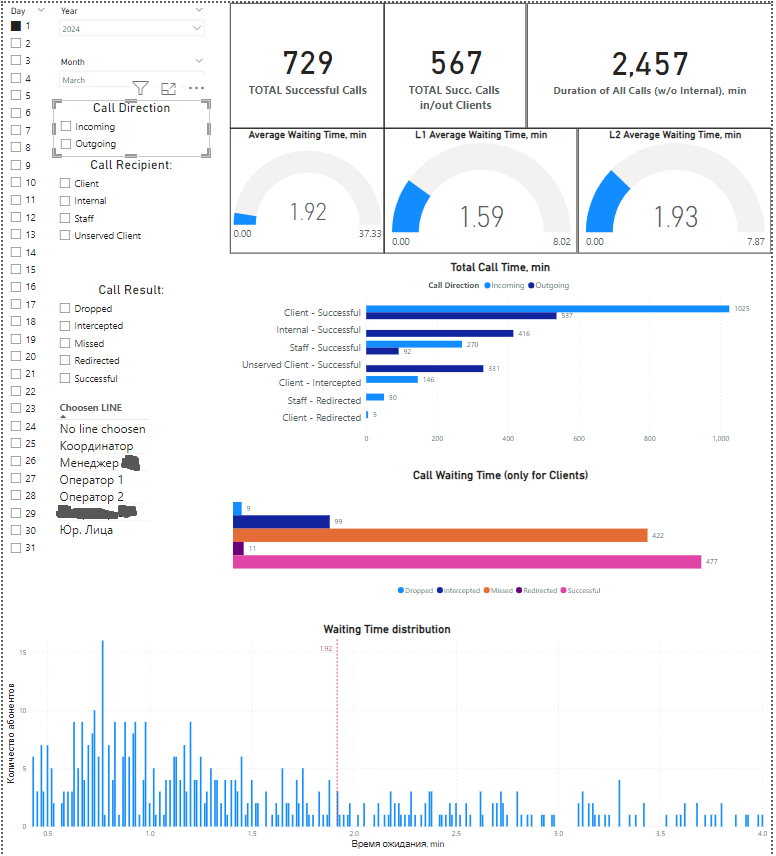 Day
1
2
3
4
5
6
7
8
9
10
11
12
13
14
15
16
17
18
19
20
21
22
23
24
25
26
27
28
29
30
31
Year
2024
Month
March
Call Direction
Incoming
Outgoing
Call Recipient:
Client
Internal
Staff
Unserved Client
Call Result:
Dropped
Intercepted
Missed
Redirected
Successful
Choosen LINE
No line choosen
Координатор
Менеджер
Оператор 1
Оператор 2
Юр. Лица
729
TOTAL Successful Calls
567
TOTAL Succ. Calls
in/out Clients
2,457
Duration of All Calls (w/o Internal), min
Average Waiting Time, min
1.92
0.00 37.33
L1 Average Waiting Time, min
1.59
0.00 8.02
L2 Average Waiting Time, min
1.93
0.00 7.87
Total Call Time, min
Call Direction Incoming Outgoing
Client - Successful 1025
537
Internal - Successful 416
Staff - Successful 270
92
Unserved Client - Successful 331
Client - Intercepted 146
Staff - Redirected 50
Client - Redirected 5
0 200 400 600 800 1,000
Call Waiting Time (only for Clients)
9
99
422
11
477
Dropped Intercepted Missed Redirected Successful
Waiting Time distribution
1.92
Количество абонентов
15
10
5
0
0.5 1.0 1.5 2.0 2.5 3.0 3.5 4.0
Время ожидания, min